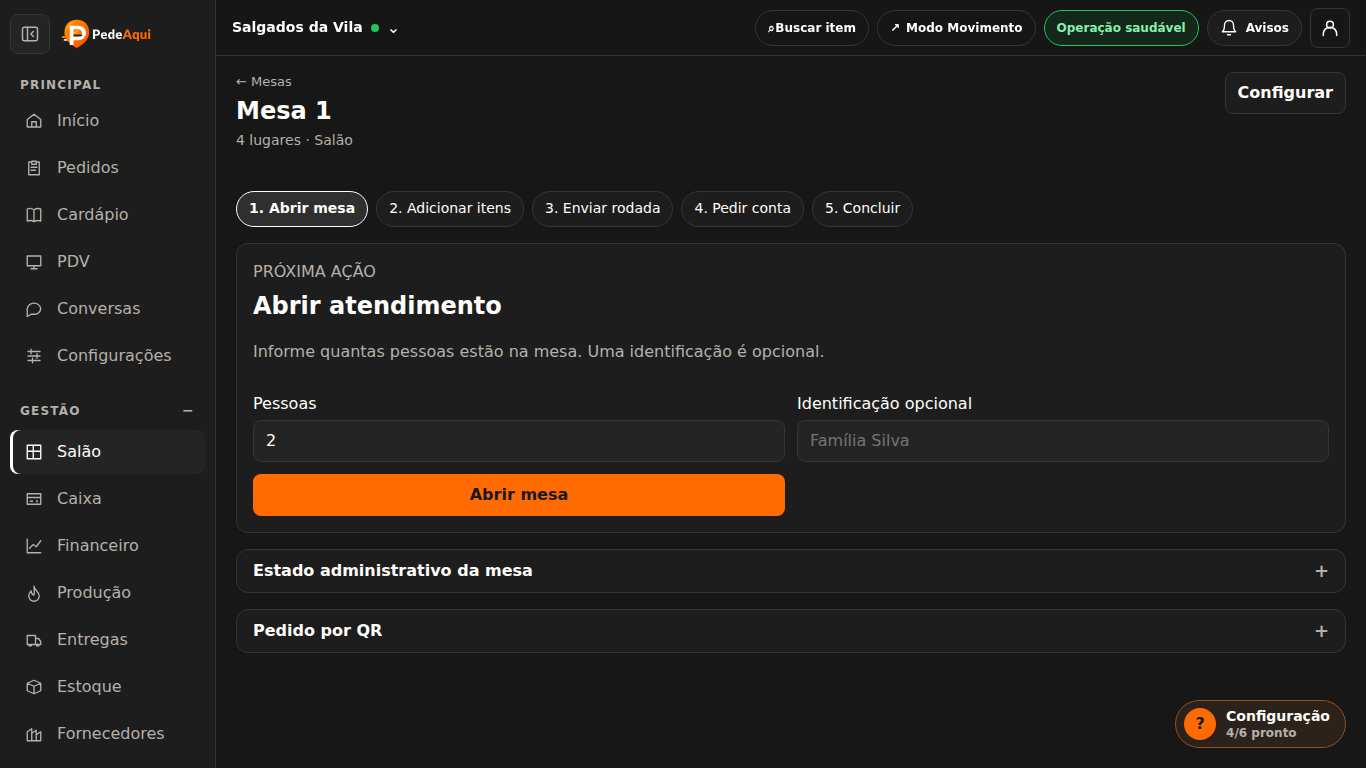 PedeAqui
PRINCIPAL
Início
Pedidos
Cardápio
PDV
Conversas
Configurações
GESTÃO −
Salão
Caixa
Financeiro
Produção
Entregas
Estoque
Fornecedores
Salgados da Vila
Buscar item
↗ Modo Movimento
Operação saudável
Avisos
← Mesas
Mesa 1
4 lugares · Salão
Configurar
1. Abrir mesa
2. Adicionar itens
3. Enviar rodada
4. Pedir conta
5. Concluir
PRÓXIMA AÇÃO
Abrir atendimento
Informe quantas pessoas estão na mesa. Uma identificação é opcional.
Pessoas
2
Identificação opcional
Família Silva
Abrir mesa
Estado administrativo da mesa +
Pedido por QR +
? Configuração
4/6 pronto